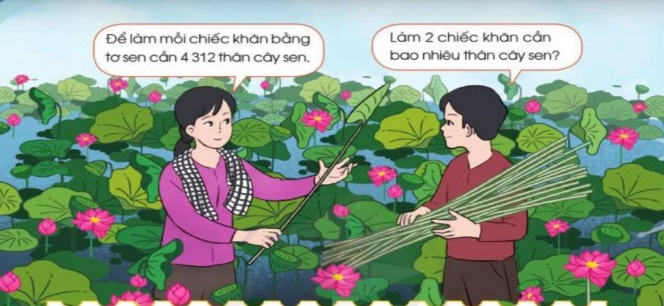 Để làm mỗi chiếc khăn bằng
tơ sen cần 4 312 thân cây sen.
Làm 2 chiếc khăn cần
bao nhiêu thân cây sen?